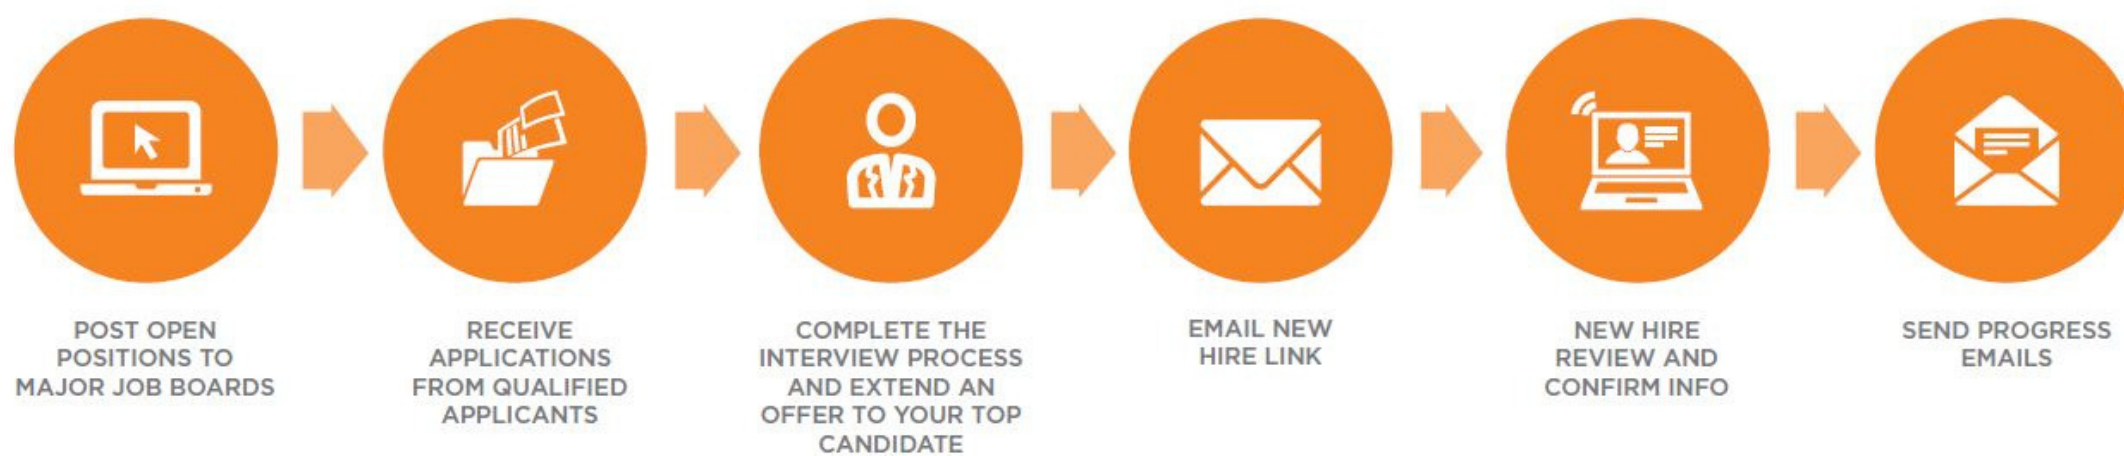 POST OPEN
POSITIONS TO
MAJOR JOB BOARDS
RECEIVE
APPLICATIONS
FROM QUALIFIED
APPLICANTS
COMPLETE THE
INTERVIEW PROCESS
AND EXTEND AN
OFFER TO YOUR TOP
CANDIDATE
EMAIL NEW
HIRE LINK
NEW HIRE
REVIEW AND
CONFIRM INFO
SEND PROGRESS
EMAILS